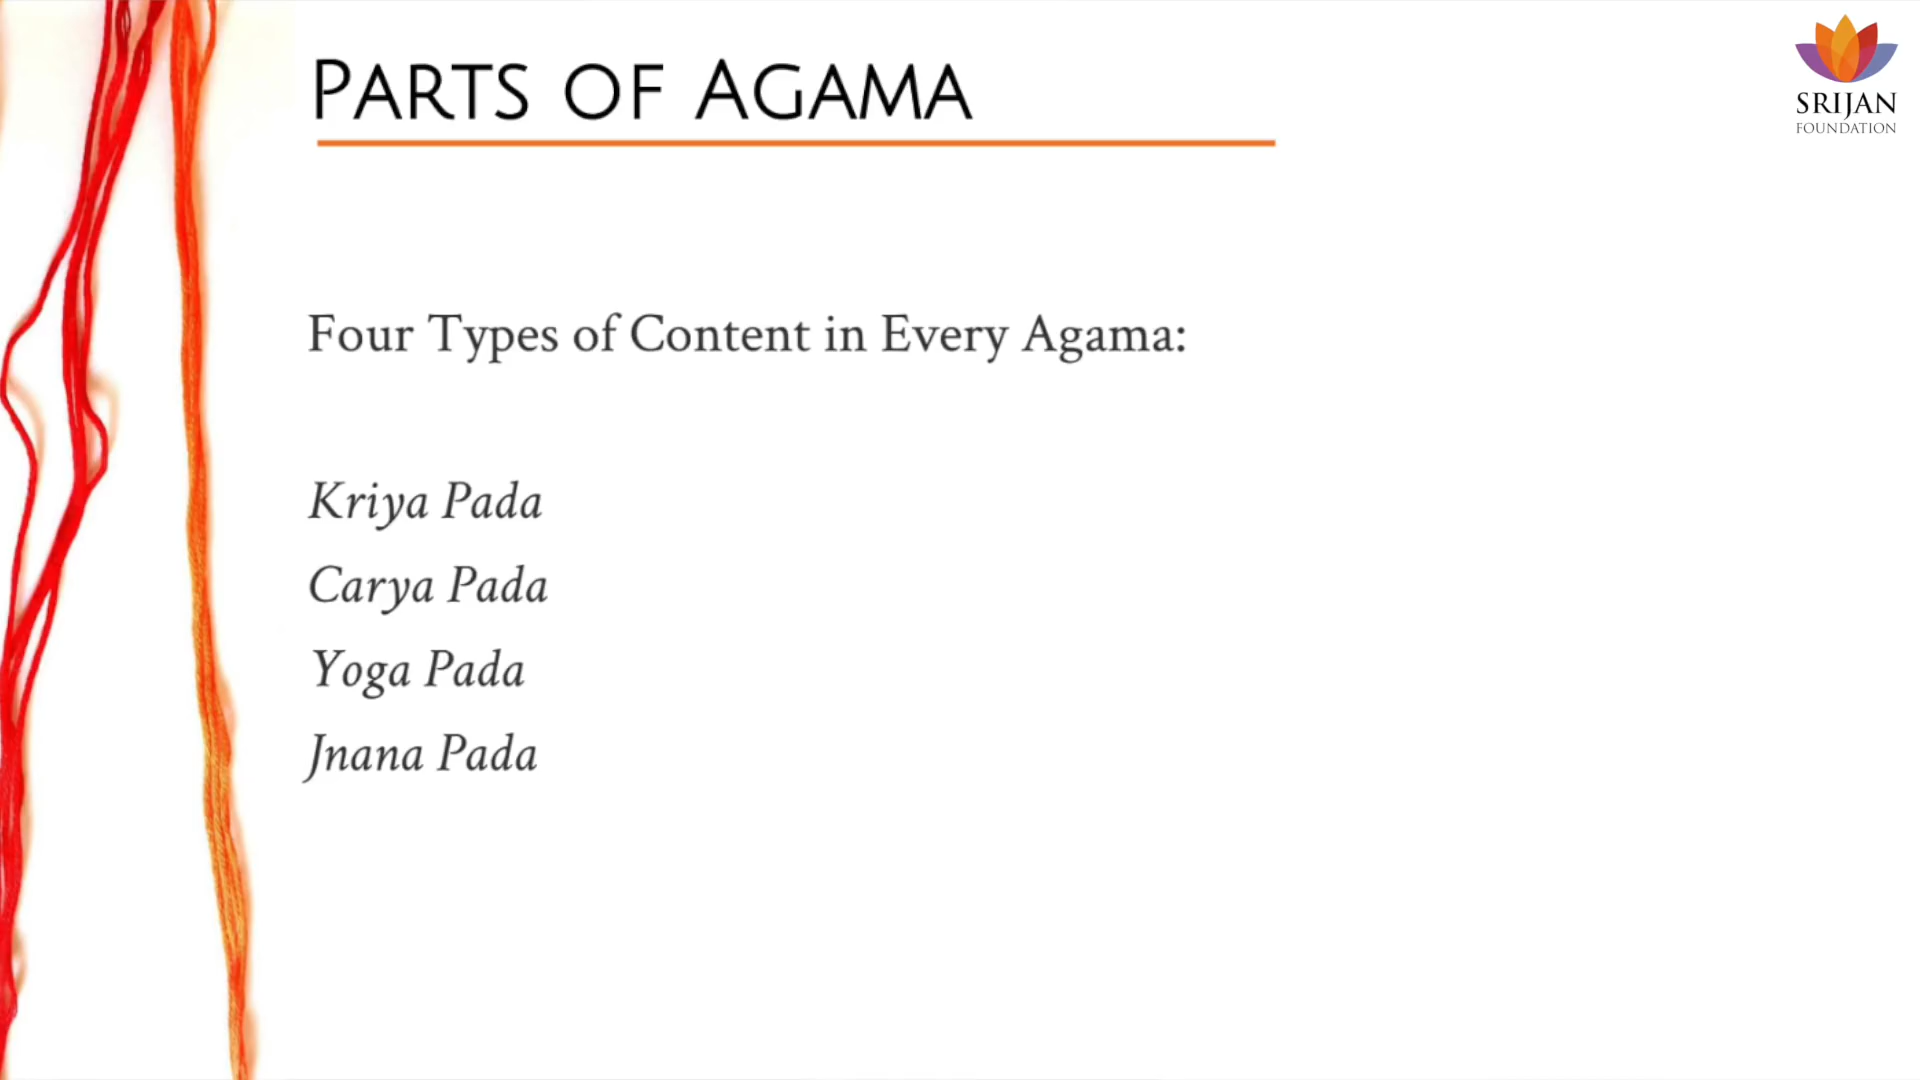 Parts of Agama
SRIJAN
FOUNDATION
Four Types of Content in Every Agama:
Kriya Pada
Carya Pada
Yoga Pada
Jnana Pada